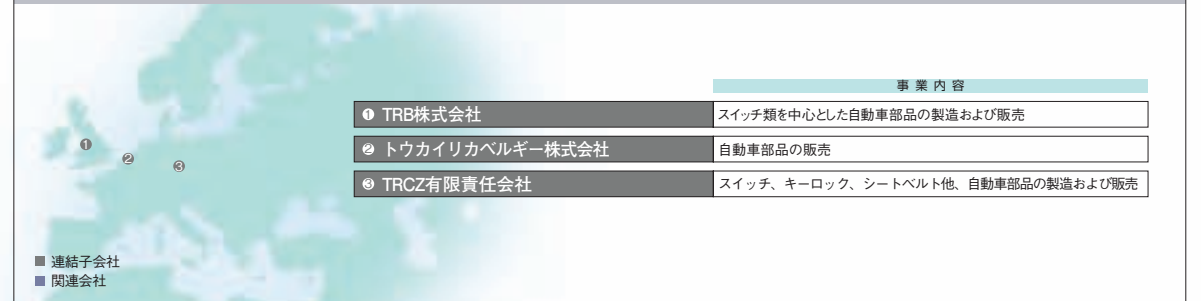 事業内容
❶ TRB株式会社 スイッチ類を中心とした自動車部品の製造および販売
❷ トウカイリカベルギー株式会社 自動車部品の販売
❸ TRCZ有限責任会社 スイッチ、キーロック、シートベルト他、自動車部品の製造および販売
❶
❷
❸
■ 連結子会社
■ 関連会社